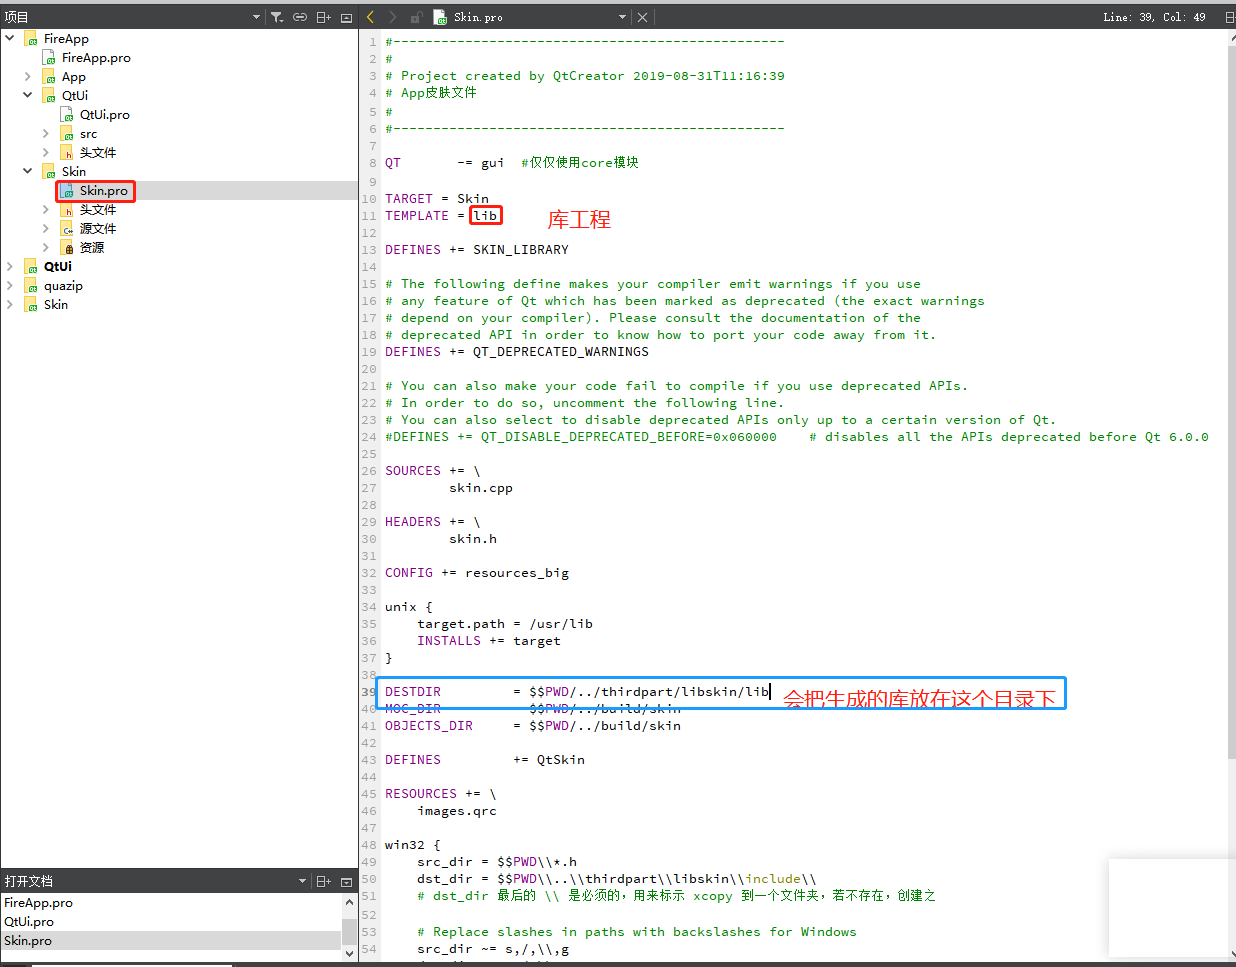 项目
Skin.pro
Line: 39, Col: 49
FireApp
FireApp.pro
App
QtUi
QtUi.pro
src
头文件
Skin
Skin.pro
头文件
源文件
资源
QtUi
quazip
Skin
打开文档
FireApp.pro
QtUi.pro
Skin.pro
1 #-------------------------------------------------
2 #
3 # Project created by QtCreator 2019-08-31T11:16:39
4 # App皮肤文件
5 #
6 #-------------------------------------------------
7
8 QT       -= gui  #仅仅使用core模块
9
10 TARGET = Skin
11 TEMPLATE = lib 库工程
12
13 DEFINES += SKIN_LIBRARY
14
15 # The following define makes your compiler emit warnings if you use
16 # any feature of Qt which has been marked as deprecated (the exact warnings
17 # depend on your compiler). Please consult the documentation of the
18 # deprecated API in order to know how to port your code away from it.
19 DEFINES += QT_DEPRECATED_WARNINGS
20
21 # You can also make your code fail to compile if you use deprecated APIs.
22 # In order to do so, uncomment the following line.
23 # You can also select to disable deprecated APIs only up to a certain version of Qt.
24 #DEFINES += QT_DISABLE_DEPRECATED_BEFORE=0x060000    # disables all the APIs deprecated before Qt 6.0.0
25
26 SOURCES += \
27         skin.cpp
28
29 HEADERS += \
30         skin.h
31
32 CONFIG += resources_big
33
34 unix {
35     target.path = /usr/lib
36     INSTALLS += target
37 }
38
39 DESTDIR         = $$PWD/../thirdpart/libskin/lib 会把生成的库放在这个目录下
40 MOC_DIR         = $$PWD/../build/skin
41 OBJECTS_DIR     = $$PWD/../build/skin
42
43 DEFINES         += QtSkin
44
45 RESOURCES += \
46     images.qrc
47
48 win32 {
49     src_dir = $$PWD\\*.h
50     dst_dir = $$PWD\\..\\thirdpart\\libskin\\include\\
51     # dst_dir 最后的 \\ 是必须的，用来标示 xcopy 到一个文件夹，若不存在，创建之
52
53     # Replace slashes in paths with backslashes for Windows
54     src_dir ~= s,/,\\,g